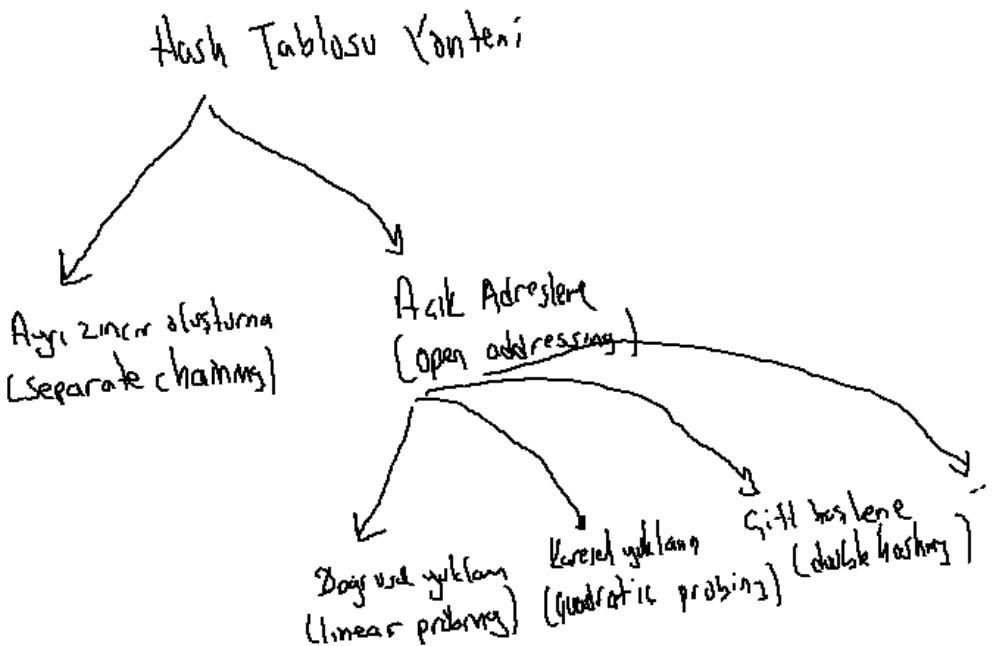 Hash Tablosu Yöntemi
Ayrı zincir oluşturma
(separate chaining)
Açık Adresleme
(open addressing)
Doğrusal yoklama
(linear probing)
Karesel yoklama
(quadratic probing)
Çift hashleme
(double hashing)